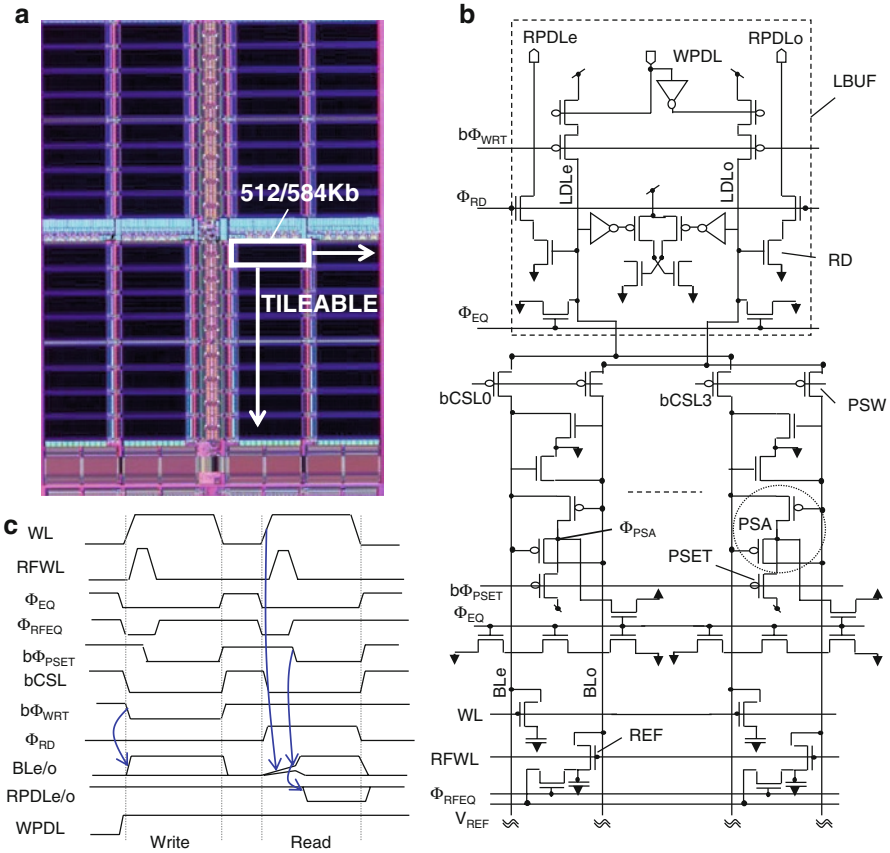 a
512/584Kb
TILEABLE
b
RPDLe
WPDL
RPDLo
LBUF
bΦWRT
LDLe
LDLo
ΦRD
RD
ΦEQ
bCSL0
bCSL3
PSW
ΦPSA
PSA
PSET
bΦPSET
ΦEQ
BLe
BLo
WL
REF
RFWL
ΦRFEQ
VREF
c
WL
RFWL
ΦEQ
ΦRFEQ
bΦPSET
bCSL
bΦWRT
ΦRD
BLe/o
RPDLe/o
WPDL
Write
Read